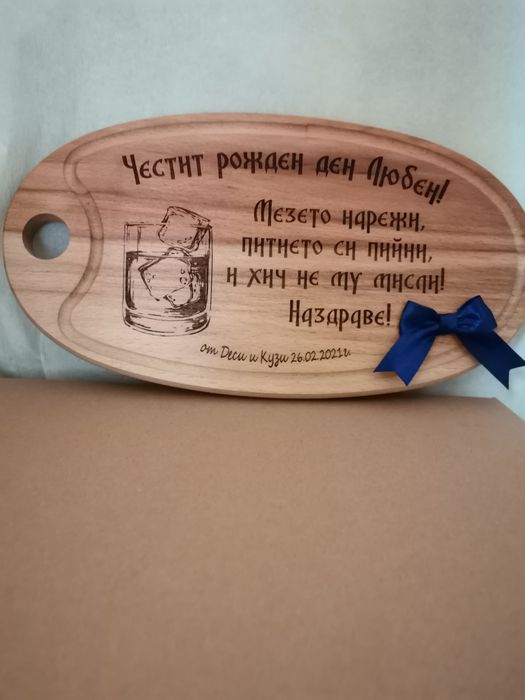 Честит рожден ден Любен!
Мезето нарежи,
питието си пийни,
и хич не му мисли!
Наздраве!
от Деси и Кузи 26.02.2021г.